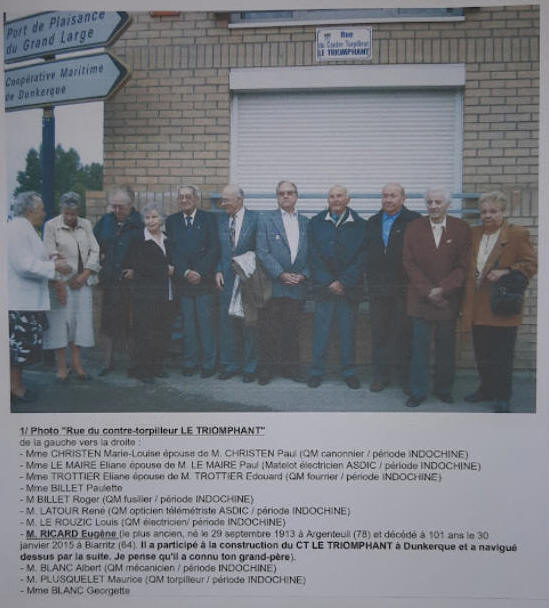 Port de Plaisance
du Grand Large
Coopérative Maritime
de Dunkerque
Rue
du Contre Torpilleur
LE TRIOMPHANT
1/ Photo "Rue du contre-torpilleur LE TRIOMPHANT"
de la gauche vers la droite :
- Mme CHRISTEN Marie-Louise épouse de M. CHRISTEN Paul (QM canonnier / période INDOCHINE)
- Mme LE MAIRE Eliane épouse de M. LE MAIRE Paul (Matelot électricien ASDIC / période INDOCHINE)
- Mme TROTTIER Eliane épouse de M. TROTTIER Edouard (QM fourrier / période INDOCHINE)
- Mme BILLET Paulette
- M BILLET Roger (QM fusilier / période INDOCHINE)
- M. LATOUR René (QM opticien télémétriste ASDIC / période INDOCHINE)
- M. LE ROUZIC Louis (QM électricien/ période INDOCHINE)
- M. RICARD Eugène (le plus ancien, né le 29 septembre 1913 à Argenteuil (78) et décédé à 101 ans le 30
janvier 2015 à Biarritz (64). Il a participé à la construction du CT LE TRIOMPHANT à Dunkerque et a navigué
dessus par la suite. Je pense qu'il a connu ton grand-père).
- M. BLANC Albert (QM mécanicien / période INDOCHINE)
- M. PLUSQUELET Maurice (QM torpilleur / période INDOCHINE)
- Mme BLANC Georgette